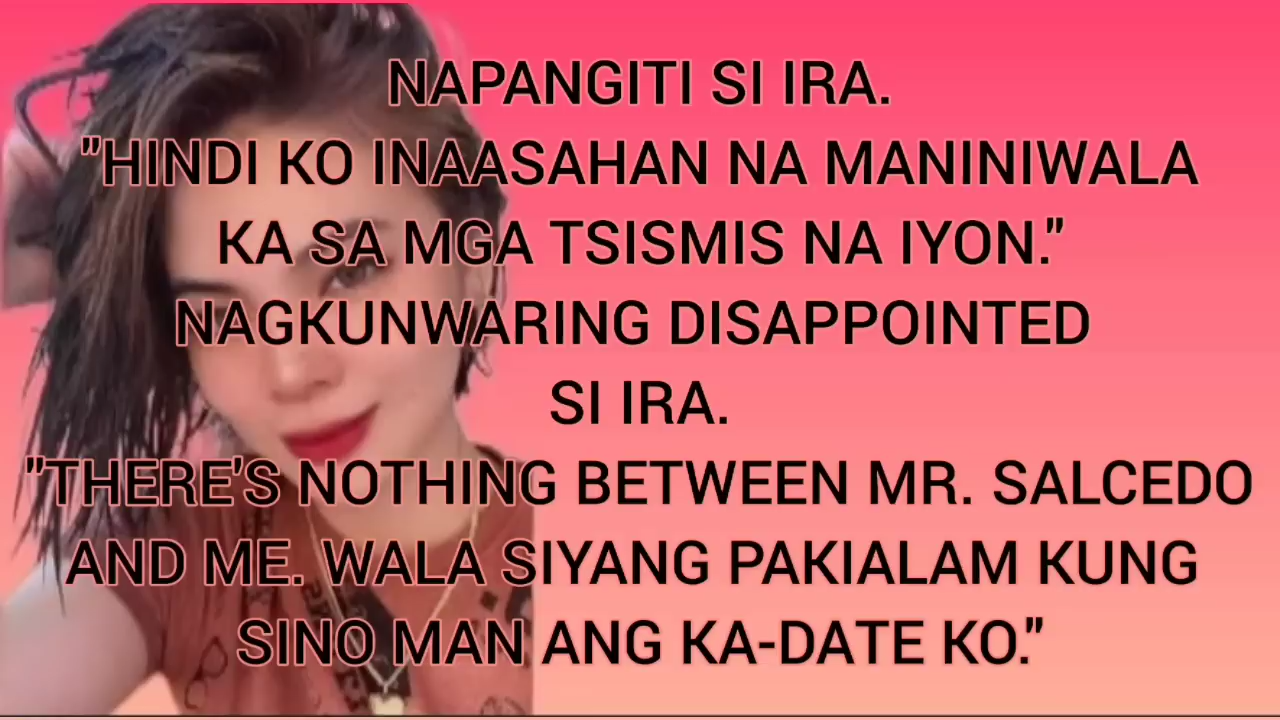 NAPANGITI SI IRA.
"HINDI KO INAASAHAN NA MANINIWALA
KA SA MGA TSISMIS NA IYON."
NAGKUNWARING DISAPPOINTED
SI IRA.
"THERE'S NOTHING BETWEEN MR. SALCEDO
AND ME. WALA SIYANG PAKIALAM KUNG
SINO MAN ANG KA-DATE KO."